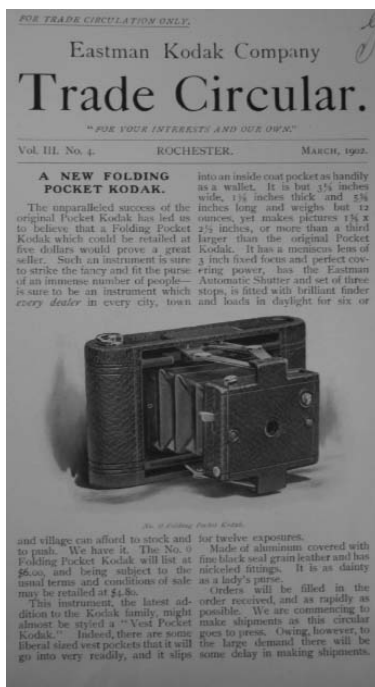 FOR TRADE CIRCULATION ONLY.
Eastman Kodak Company
Trade Circular.
"FOR YOUR INTERESTS AND OUR OWN."
Vol. III. No. 4. ROCHESTER. MARCH, 1902.
A NEW FOLDING
POCKET KODAK.
The unparalleled success of the
original Pocket Kodak has led us
to believe that a Folding Pocket
Kodak which could be retailed at
five dollars would prove a great
seller. Such an instrument is sure
to strike the fancy and fit the purse
of an immense number of people—
is sure to be an instrument which
every dealer in every city, town
and village can afford to stock and
to push. We have it. The No. 0
Folding Pocket Kodak will list at
$6.00, and being subject to the
usual terms and conditions of sale
may be retailed at $4.80.
This instrument, the latest ad-
dition to the Kodak family, might
almost be styled a "Vest Pocket
Kodak." Indeed, there are some
liberal sized vest pockets that it will
go into very readily, and it slips
into an inside coat pocket as handily
as a wallet. It is but 3¼ inches
wide, 1½ inches thick and 5⅝
inches long and weighs but 12
ounces, yet makes pictures 1⅝ x
2½ inches, or more than a third
larger than the original Pocket
Kodak. It has a meniscus lens of
3 inch fixed focus and perfect cov-
ering power, has the Eastman
Automatic Shutter and set of three
stops, is fitted with brilliant finder
and loads in daylight for six or
No. 0 Folding Pocket Kodak.
for twelve exposures.
Made of aluminum covered with
fine black seal grain leather and has
nickeled fittings. It is as dainty
as a lady's purse.
Orders will be filled in the
order received, and as rapidly as
possible. We are commencing to
make shipments as this circular
goes to press. Owing, however, to
the large demand there will be
some delay in making shipments.